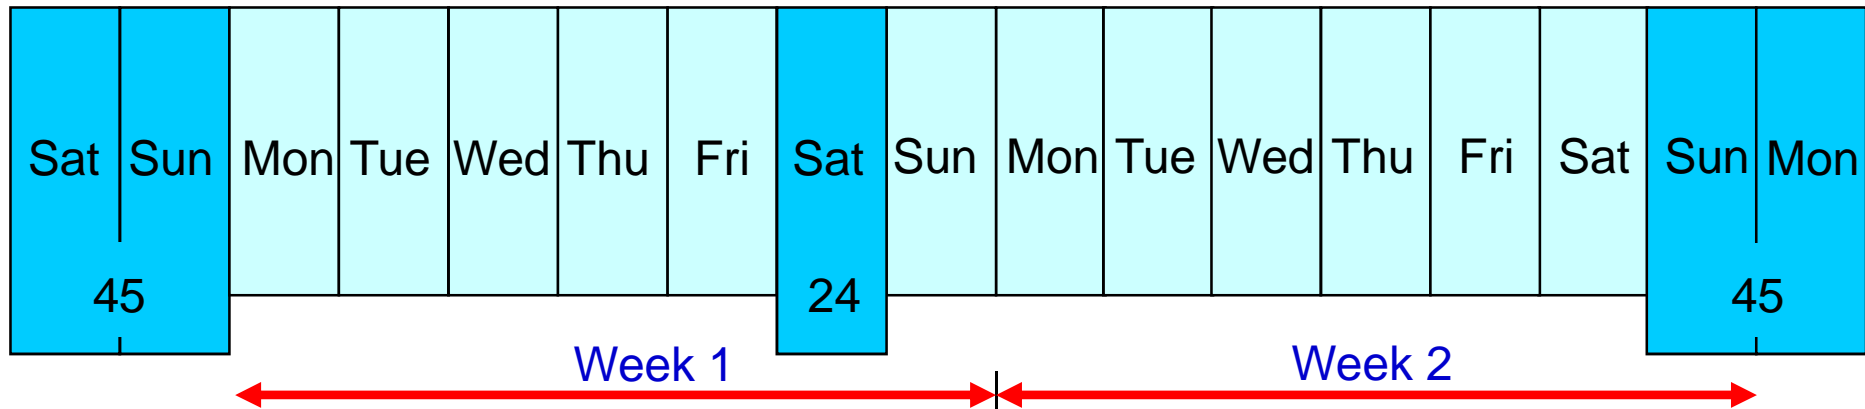 Sat Sun Mon Tue Wed Thu Fri Sat Sun Mon Tue Wed Thu Fri Sat Sun Mon
45 24 45
Week 1 Week 2